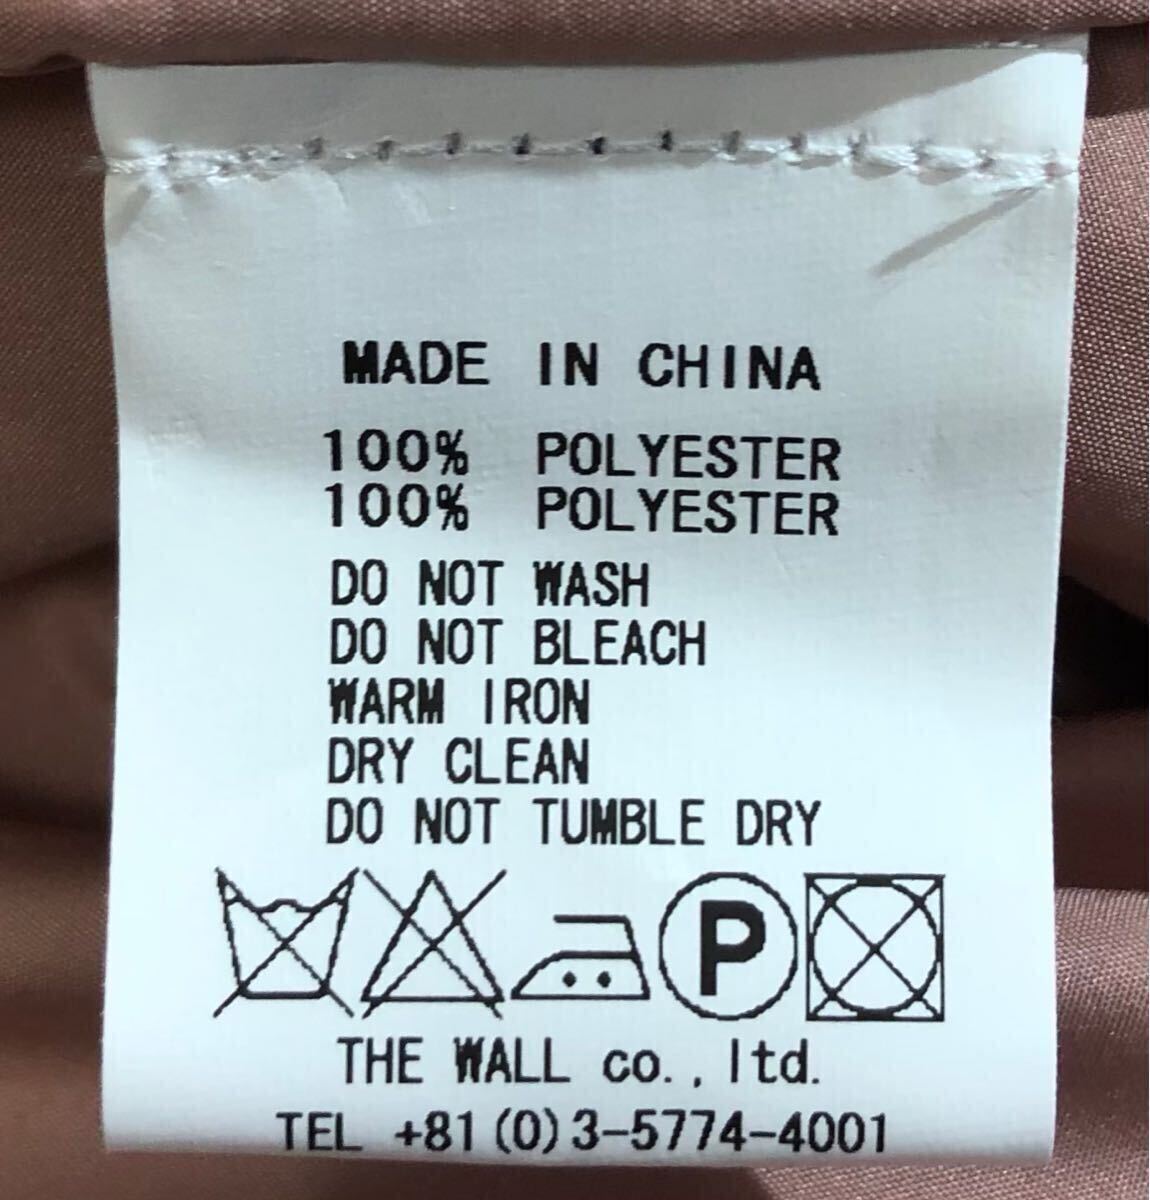 MADE IN CHINA
100% POLYESTER
100% POLYESTER
DO NOT WASH
DO NOT BLEACH
WARM IRON
DRY CLEAN
DO NOT TUMBLE DRY
P
THE WALL co., ltd.
TEL +81(0)3-5774-4001